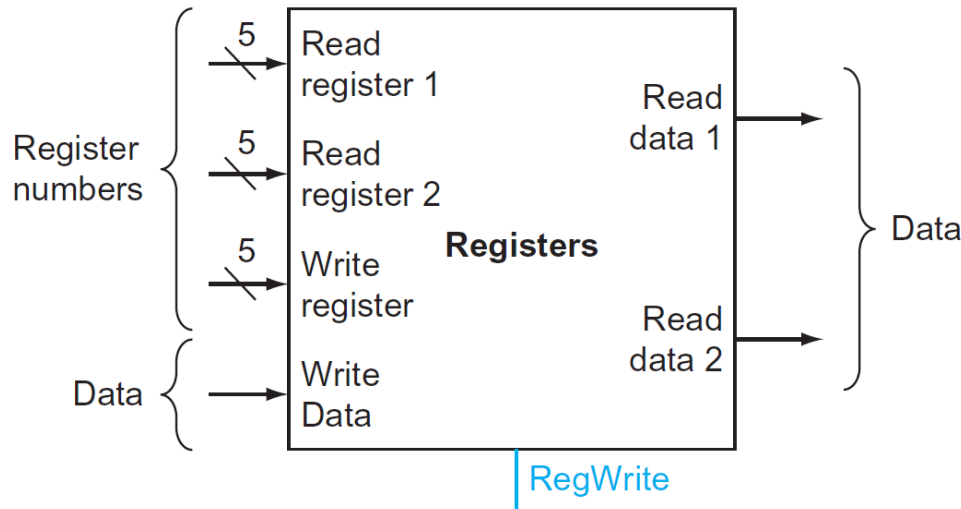 5
Read
register 1
Read
data 1
5
Register
numbers
Read
register 2
Registers
Data
5
Write
register
Read
data 2
Data
Write
Data
RegWrite